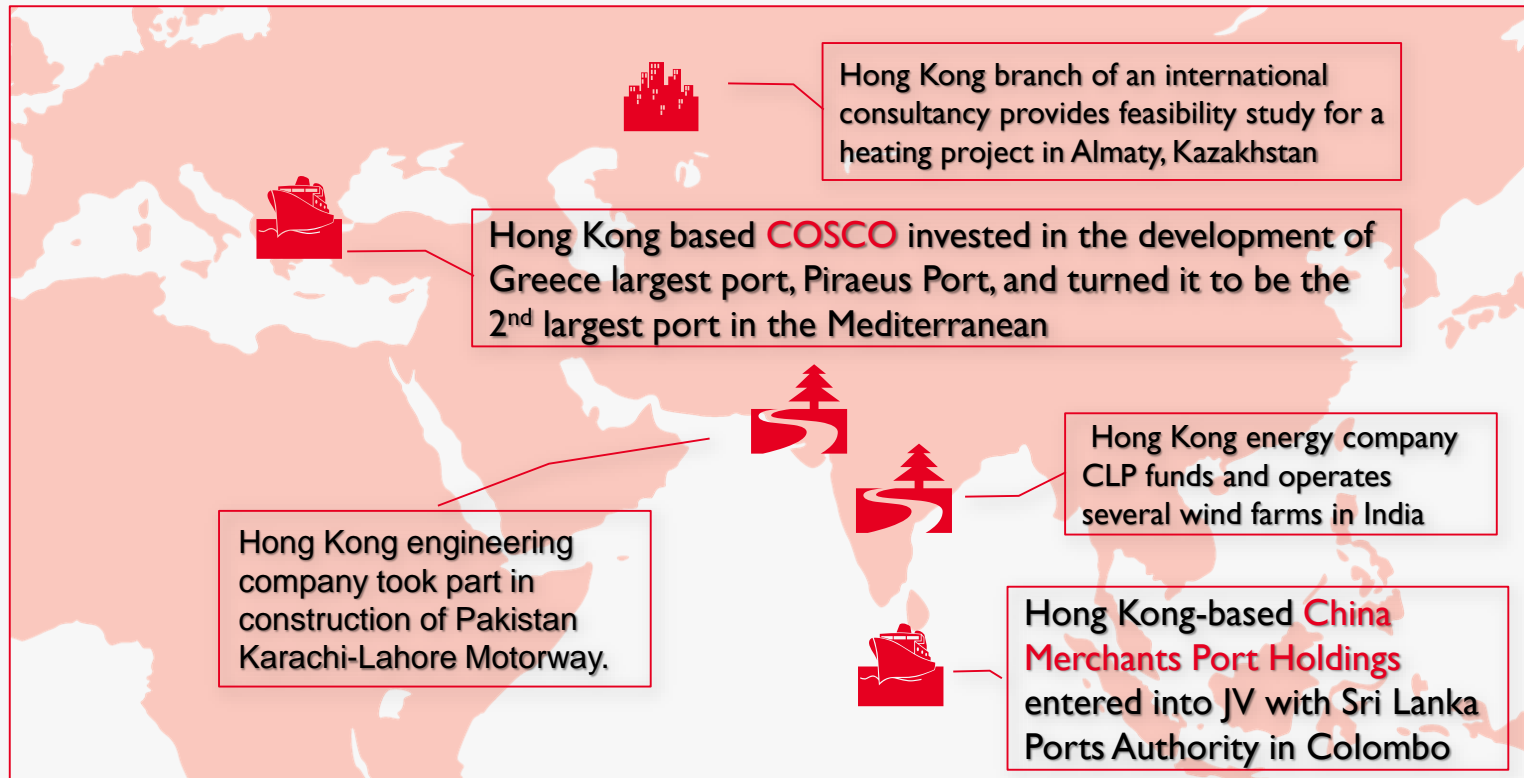 Hong Kong branch of an international
consultancy provides feasibility study for a
heating project in Almaty, Kazakhstan
Hong Kong based COSCO invested in the development of
Greece largest port, Piraeus Port, and turned it to be the
2nd largest port in the Mediterranean
Hong Kong energy company
CLP funds and operates
several wind farms in India
Hong Kong engineering
company took part in
construction of Pakistan
Karachi-Lahore Motorway.
Hong Kong-based China
Merchants Port Holdings
entered into JV with Sri Lanka
Ports Authority in Colombo